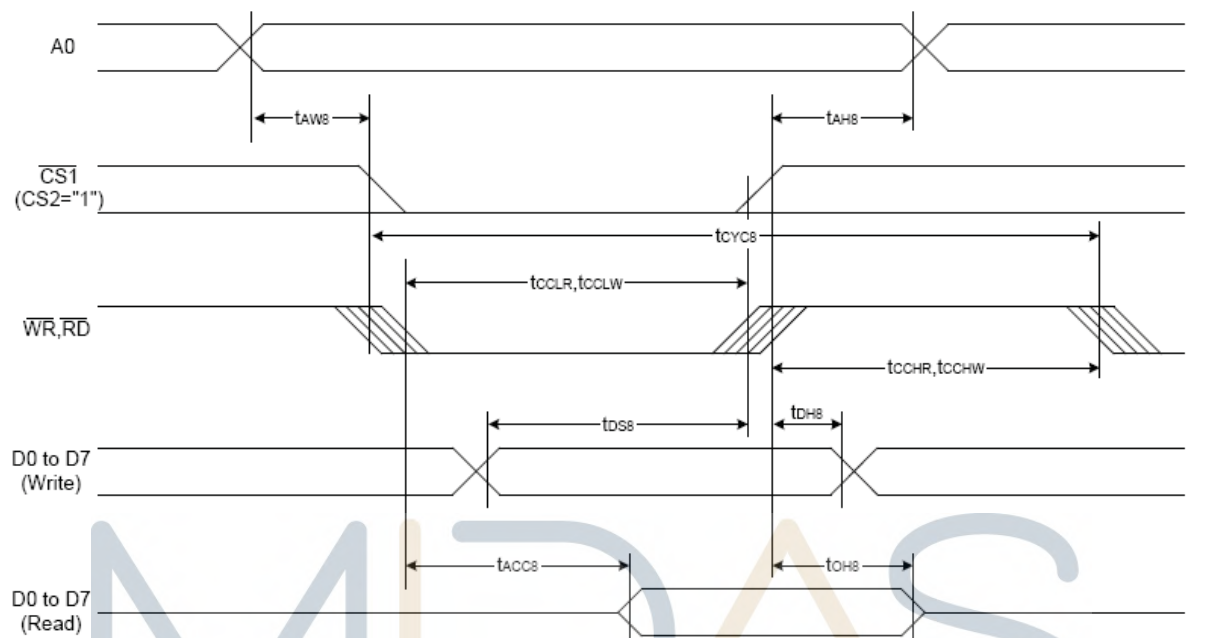 A0
tAW8
tAH8
CS1
(CS2="1")
tCYC8
tCCLR,tCCLW
WR,RD
tCCHR,tCCHW
tDS8
tDH8
D0 to D7
(Write)
MIDAS
tACC8
tOH8
D0 to D7
(Read)